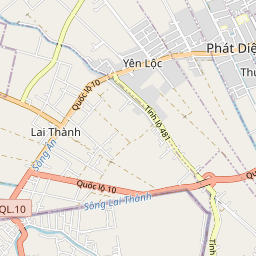 Yên Lộc
Phát Diệ
Thư
Quốc lộ 10
Tỉnh lộ 481
Lai Thành
Sông Ân
Quốc lộ 10
Sông Lai Thành
QL.10
Tỉnh